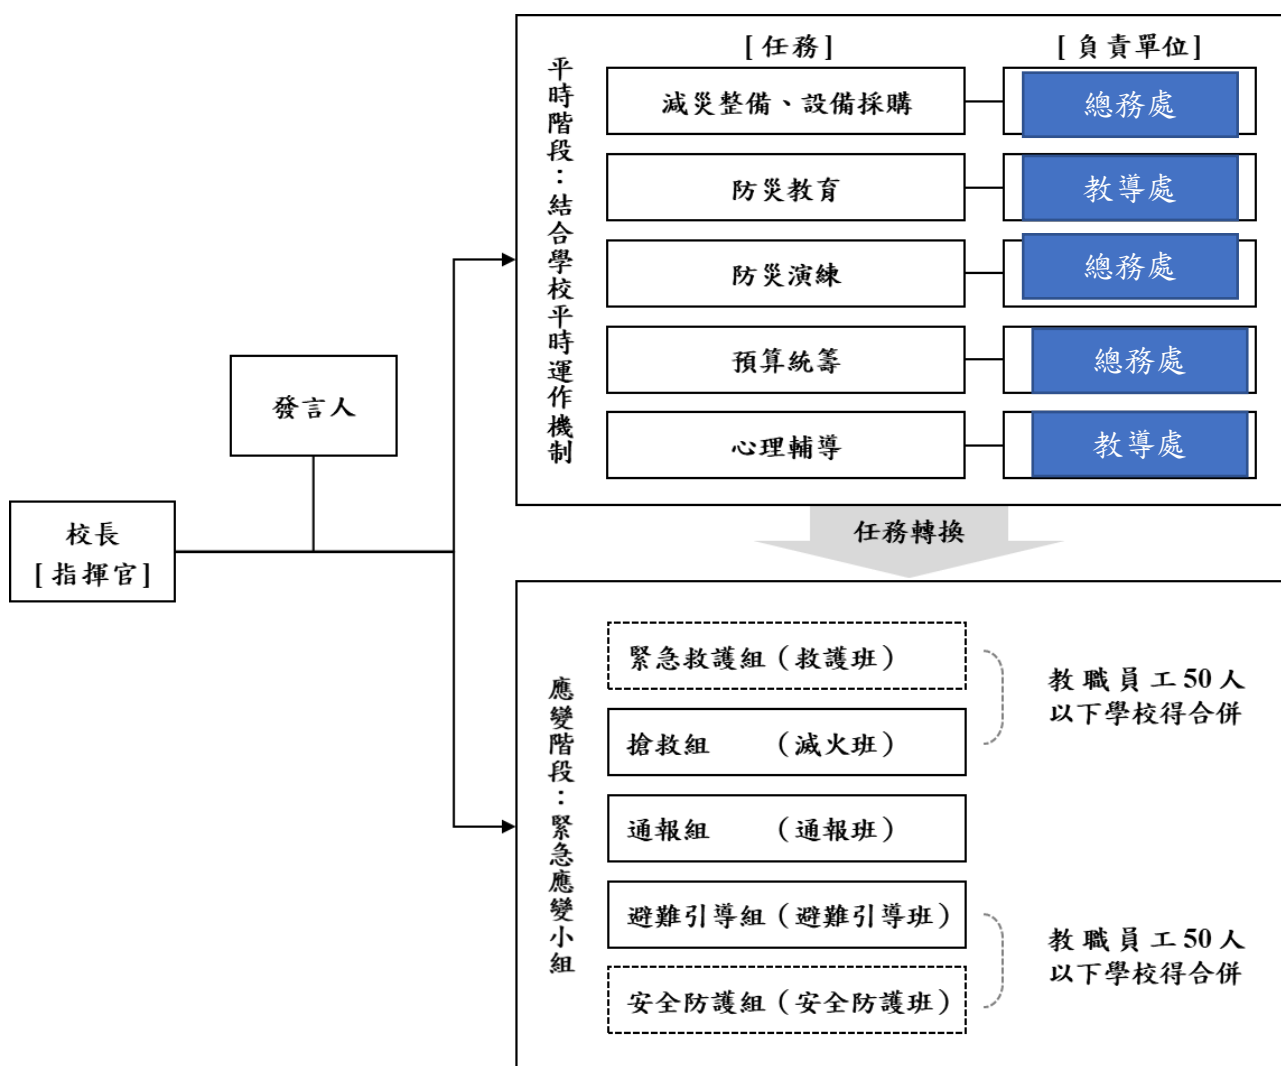 [任務]
[負責單位]
平時階段：結合學校平時運作機制
減災整備、設備採購
總務處
防災教育
教導處
防災演練
總務處
預算統籌
總務處
心理輔導
教導處
發言人
校長
[指揮官]
任務轉換
應變階段：緊急應變小組
緊急救護組（救護班）
搶救組　　（滅火班）
教職員工50人
以下學校得合併
通報組　　（通報班）
避難引導組（避難引導班）
安全防護組（安全防護班）
教職員工50人
以下學校得合併